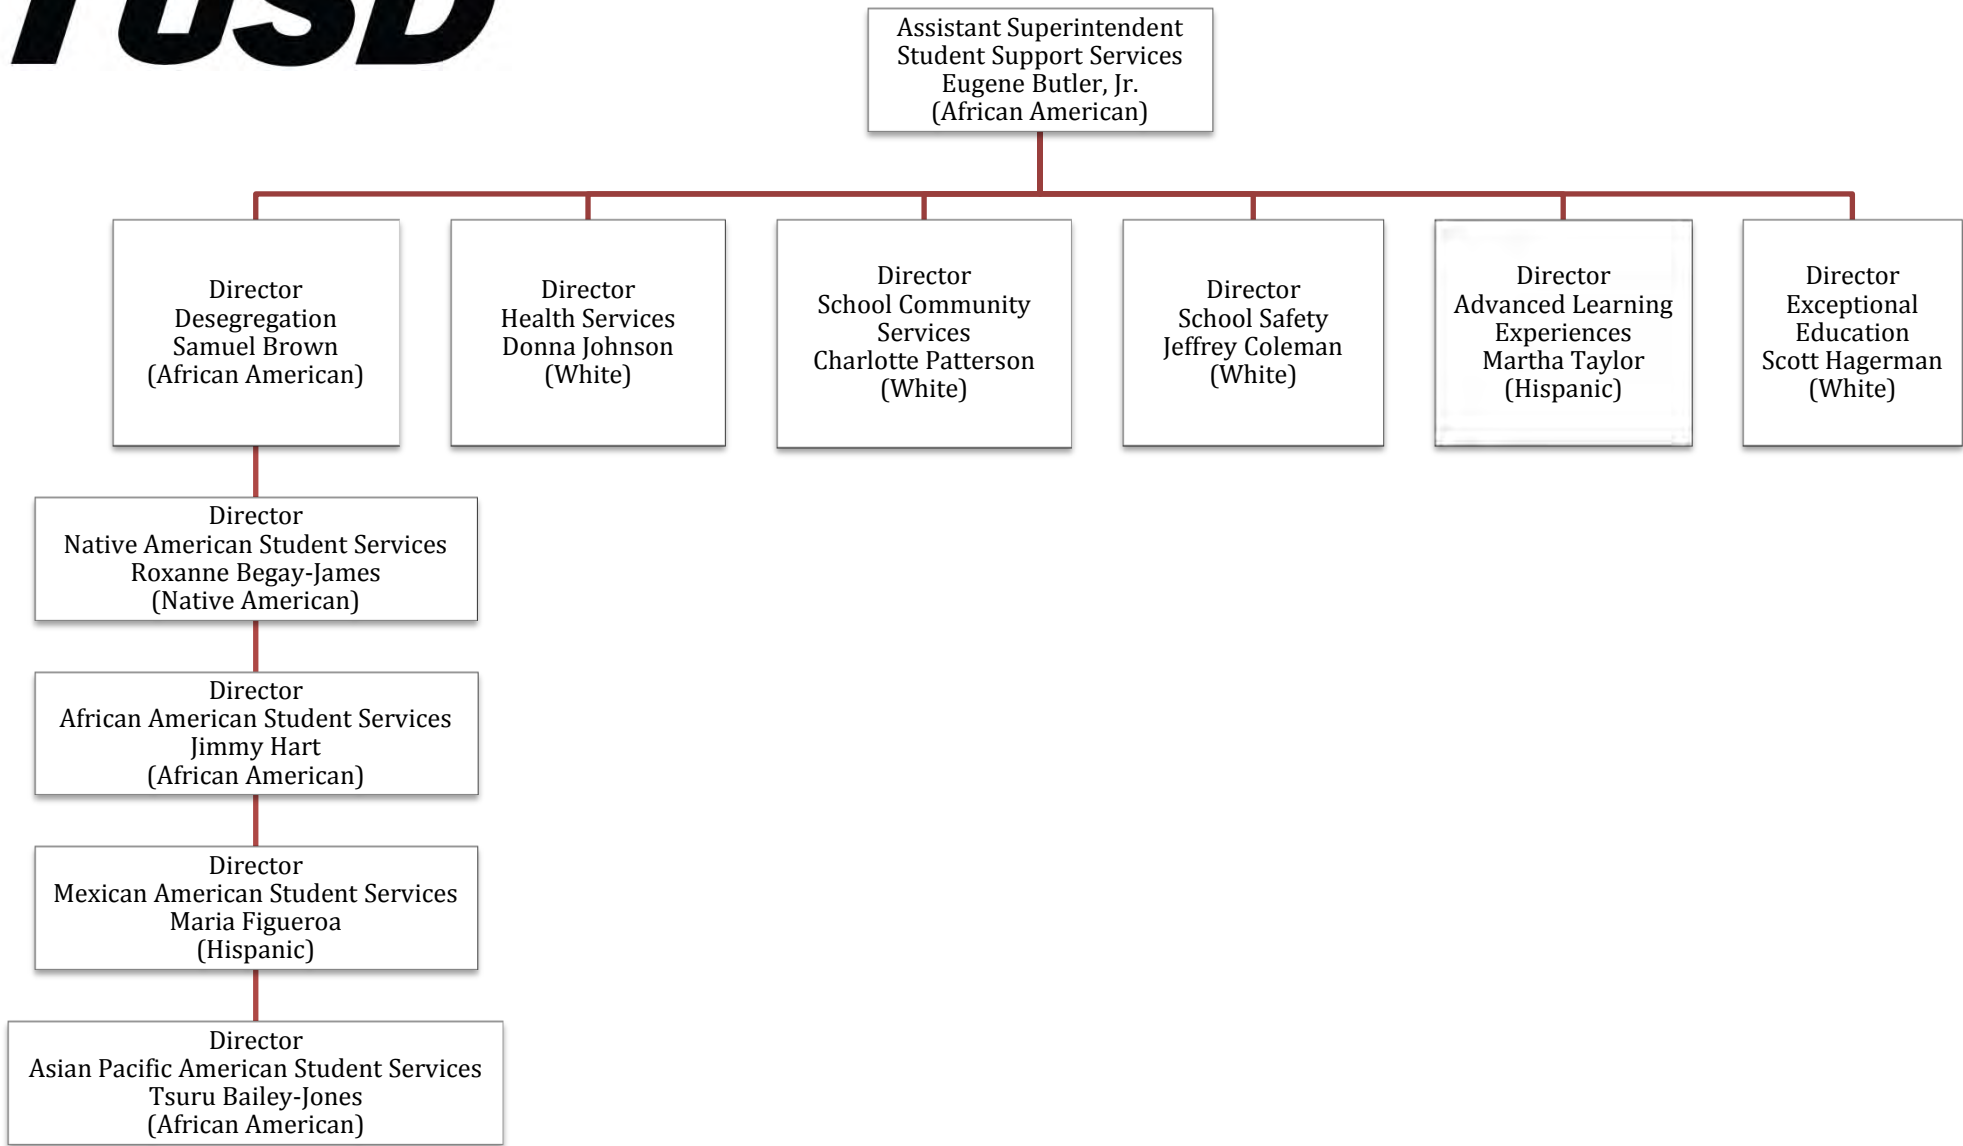 TUSD
Assistant Superintendent
Student Support Services
Eugene Butler, Jr.
(African American)
Director
Desegregation
Samuel Brown
(African American)
Director
Health Services
Donna Johnson
(White)
Director
School Community
Services
Charlotte Patterson
(White)
Director
School Safety
Jeffrey Coleman
(White)
Director
Advanced Learning
Experiences
Martha Taylor
(Hispanic)
Director
Exceptional
Education
Scott Hagerman
(White)
Director
Native American Student Services
Roxanne Begay-James
(Native American)
Director
African American Student Services
Jimmy Hart
(African American)
Director
Mexican American Student Services
Maria Figueroa
(Hispanic)
Director
Asian Pacific American Student Services
Tsuru Bailey-Jones
(African American)